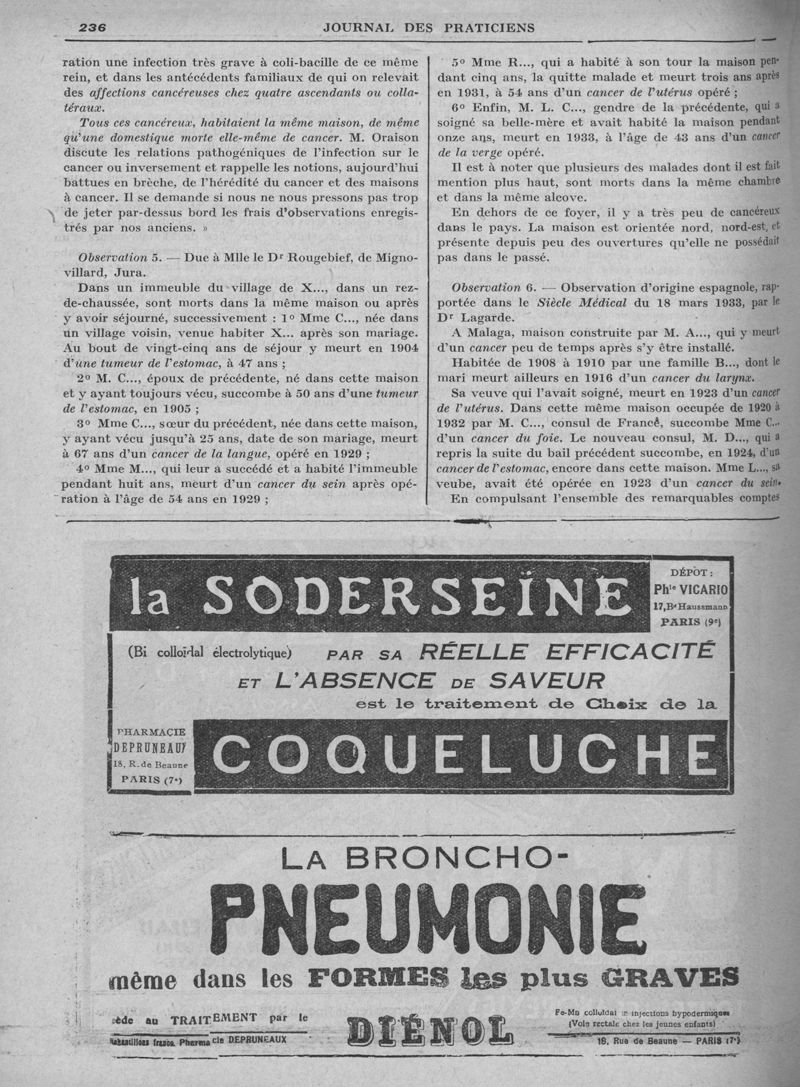 236
JOURNAL DES PRATICIENS
ration une infection très grave à coli-bacille de ce même
rein, et dans les antécédents familiaux de qui on relevait
des affections cancéreuses chez quatre ascendants ou colla-
téraux.
Tous ces cancéreux, habitaient la même maison, de même
qu'une domestique morte elle-même de cancer. M. Oraison
discute les relations pathogéniques de l'infection sur le
cancer ou inversement et rappelle les notions, aujourd'hui
battues en brèche, de l'hérédité du cancer et des maisons
à cancer. Il se demande si nous ne nous pressons pas trop
de jeter par-dessus bord les frais d'observations enregis-
trés par nos anciens. »
Observation 5. — Due à Mlle le Dr Rougebief, de Migno-
villard, Jura.
Dans un immeuble du village de X..., dans un rez-
de-chaussée, sont morts dans la même maison ou après
y avoir séjourné, successivement : 1º Mme C..., née dans
un village voisin, venue habiter X... après son mariage.
Au bout de vingt-cinq ans de séjour y meurt en 1904
d'une tumeur de l'estomac, à 47 ans ;
2º M. C..., époux de précédente, né dans cette maison
et y ayant toujours vécu, succombe à 50 ans d'une tumeur
de l'estomac, en 1905 ;
3º Mme C..., sœur du précédent, née dans cette maison,
y ayant vécu jusqu'à 25 ans, date de son mariage, meurt
à 67 ans d'un cancer de la langue, opéré en 1929 ;
4º Mme M..., qui leur a succédé et a habité l'immeuble
pendant huit ans, meurt d'un cancer du sein après opé-
ration à l'âge de 54 ans en 1929 ;
5º Mme R..., qui a habité à son tour la maison pen-
dant cinq ans, la quitte malade et meurt trois ans après
en 1931, à 54 ans d'un cancer de l'utérus opéré ;
6º Enfin, M. L. C..., gendre de la précédente, qui a
soigné sa belle-mère et avait habité la maison pendant
onze ans, meurt en 1933, à l'âge de 43 ans d'un cancer
de la verge opéré.
Il est à noter que plusieurs des malades dont il est fait
mention plus haut, sont morts dans la même chambre
et dans la même alcove.
En dehors de ce foyer, il y a très peu de cancéreux
dans le pays. La maison est orientée nord, nord-est, et
présente depuis peu des ouvertures qu'elle ne possédait
pas dans le passé.
Observation 6. — Observation d'origine espagnole, rap-
portée dans le Siècle Médical du 18 mars 1933, par le
Dr Lagarde.
A Malaga, maison construite par M. A..., qui y meurt
d'un cancer peu de temps après s'y être installé.
Habitée de 1908 à 1910 par une famille B..., dont le
mari meurt ailleurs en 1916 d'un cancer du larynx.
Sa veuve qui l'avait soigné, meurt en 1923 d'un cancer
de l'utérus. Dans cette même maison occupée de 1920 à
1932 par M. C..., consul de France, succombe Mme C...
d'un cancer du foie. Le nouveau consul, M. D..., qui a
repris la suite du bail précédent succombe, en 1924, d'un
cancer de l'estomac, encore dans cette maison. Mme L..., sa
veube, avait été opérée en 1923 d'un cancer du sein.
En compulsant l'ensemble des remarquables comptes
la SODERSEÏNE
DÉPOT :
Phie VICARIO
17, Bd Haussmann
PARIS (9e)
(Bi colloïdal électrolytique) PAR SA RÉELLE EFFICACITÉ
ET L'ABSENCE DE SAVEUR
est le traitement de Choix de la
PHARMACIE
DEPRUNEAUX
18, R. de Beaune
PARIS (7e)
COQUELUCHE
LA BRONCHO-
PNEUMONIE
même dans les FORMES les plus GRAVES
ède au TRAITEMENT par le
DIÉNOL
Fe-Mn colloïdal injections hypodermiques
(Voie rectale chez les jeunes enfants)
Pharmacie DEPRUNEAUX
18, Rue de Beaune — PARIS (7e)